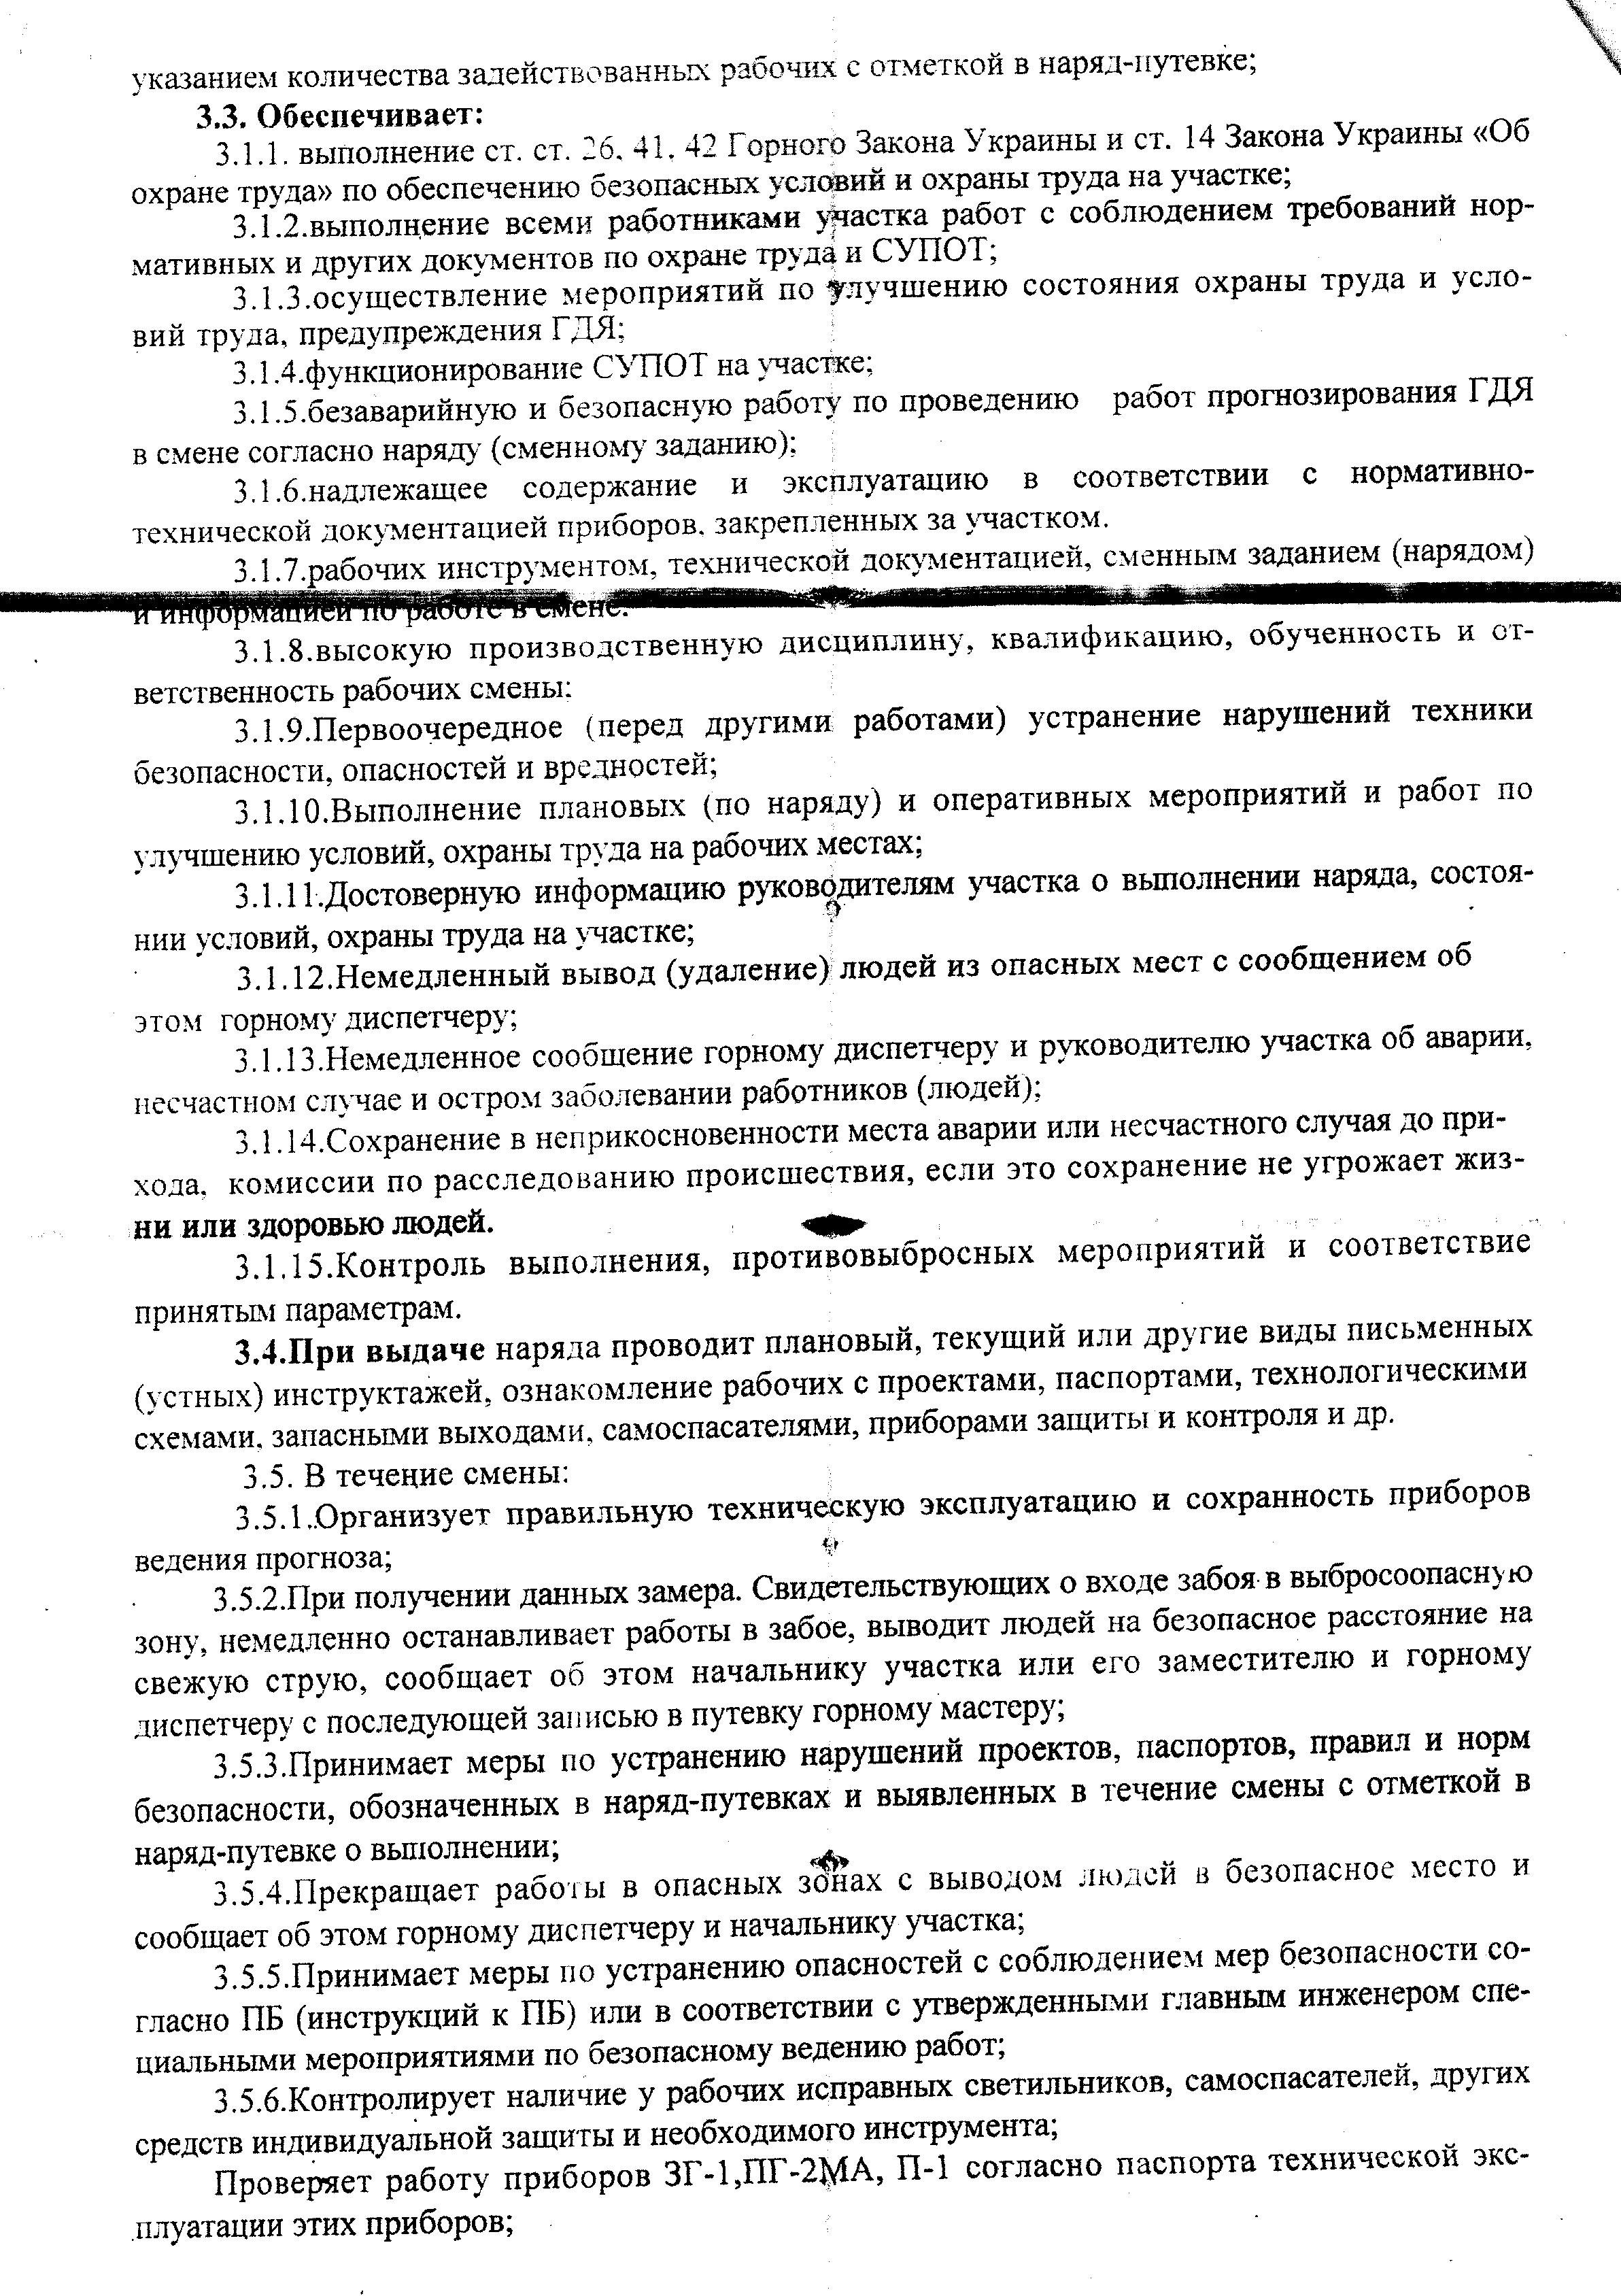 указанием количества задействованных рабочих с отметкой в наряд-путевке;
3.3. Обеспечивает:
3.1.1. выполнение ст. ст. 26, 41, 42 Горного Закона Украины и ст. 14 Закона Украины «Об
охране труда» по обеспечению безопасных условий и охраны труда на участке;
3.1.2.выполнение всеми работниками участка работ с соблюдением требований нор-
мативных и других документов по охране труда и СУПОТ;
3.1.3.осуществление мероприятий по улучшению состояния охраны труда и усло-
вий труда, предупреждения ГДЯ;
3.1.4.функционирование СУПОТ на участке;
3.1.5.безаварийную и безопасную работу по проведению работ прогнозирования ГДЯ
в смене согласно наряду (сменному заданию);
3.1.6.надлежащее содержание и эксплуатацию в соответствии с нормативно-
технической документацией приборов, закрепленных за участком.
3.1.7.рабочих инструментом, технической документацией, сменным заданием (нарядом)
и информацией по работе в смене.
3.1.8.высокую производственную дисциплину, квалификацию, обученность и от-
ветственность рабочих смены;
3.1.9.Первоочередное (перед другими работами) устранение нарушений техники
безопасности, опасностей и вредностей;
3.1.10.Выполнение плановых (по наряду) и оперативных мероприятий и работ по
улучшению условий, охраны труда на рабочих местах;
3.1.11.Достоверную информацию руководителям участка о выполнении наряда, состоя-
нии условий, охраны труда на участке;
3.1.12.Немедленный вывод (удаление) людей из опасных мест с сообщением об
этом горному диспетчеру;
3.1.13.Немедленное сообщение горному диспетчеру и руководителю участка об аварии,
несчастном случае и остром заболевании работников (людей);
3.1.14.Сохранение в неприкосновенности места аварии или несчастного случая до при-
хода, комиссии по расследованию происшествия, если это сохранение не угрожает жиз-
ни или здоровью людей.
3.1.15.Контроль выполнения, противовыбросных мероприятий и соответствие
принятым параметрам.
3.4.При выдаче наряда проводит плановый, текущий или другие виды письменных
(устных) инструктажей, ознакомление рабочих с проектами, паспортами, технологическими
схемами, запасными выходами, самоспасателями, приборами защиты и контроля и др.
3.5. В течение смены:
3.5.1..Организует правильную техническую эксплуатацию и сохранность приборов
ведения прогноза;
3.5.2.При получении данных замера. Свидетельствующих о входе забоя в выбросоопасную
зону, немедленно останавливает работы в забое, выводит людей на безопасное расстояние на
свежую струю, сообщает об этом начальнику участка или его заместителю и горному
диспетчеру с последующей записью в путевку горному мастеру;
3.5.3.Принимает меры по устранению нарушений проектов, паспортов, правил и норм
безопасности, обозначенных в наряд-путевках и выявленных в течение смены с отметкой в
наряд-путевке о выполнении;
3.5.4.Прекращает работы в опасных зонах с выводом людей в безопасное место и
сообщает об этом горному диспетчеру и начальнику участка;
3.5.5.Принимает меры по устранению опасностей с соблюдением мер безопасности со-
гласно ПБ (инструкций к ПБ) или в соответствии с утвержденными главным инженером спе-
циальными мероприятиями по безопасному ведению работ;
3.5.6.Контролирует наличие у рабочих исправных светильников, самоспасателей, других
средств индивидуальной защиты и необходимого инструмента;
Проверяет работу приборов ЗГ-1,ПГ-2МА, П-1 согласно паспорта технической экс-
плуатации этих приборов;